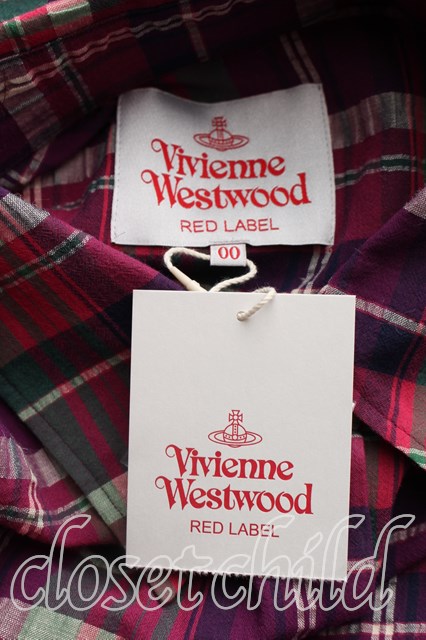 Vivienne
Westwood
RED LABEL
00
Vivienne
Westwood
RED LABEL
closet child